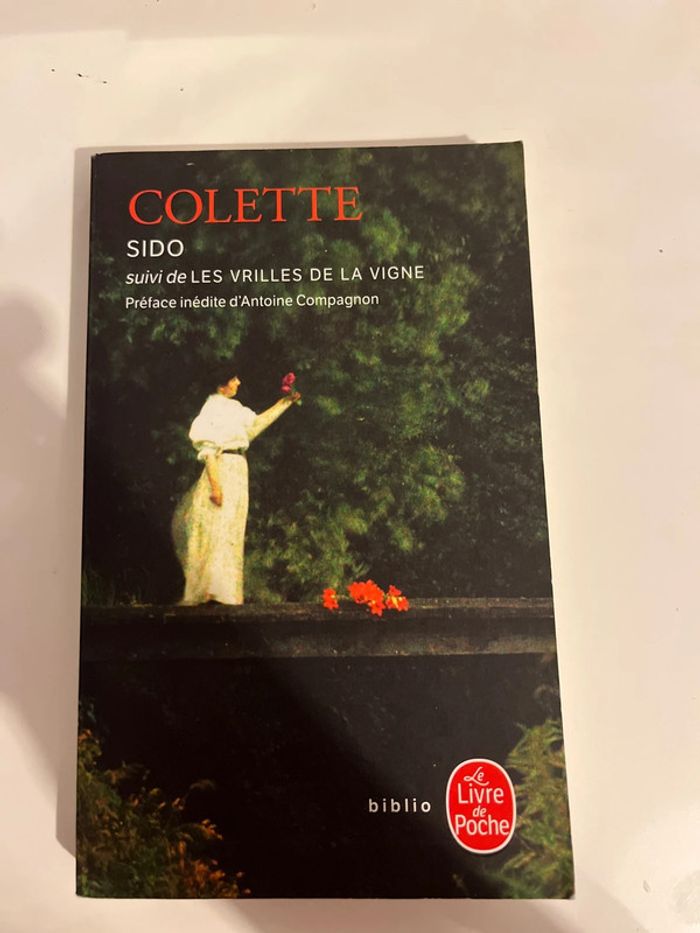 COLETTE
SIDO
suivi de LES VRILLES DE LA VIGNE
Préface inédite d'Antoine Compagnon
biblio
Le
Livre
de
Poche